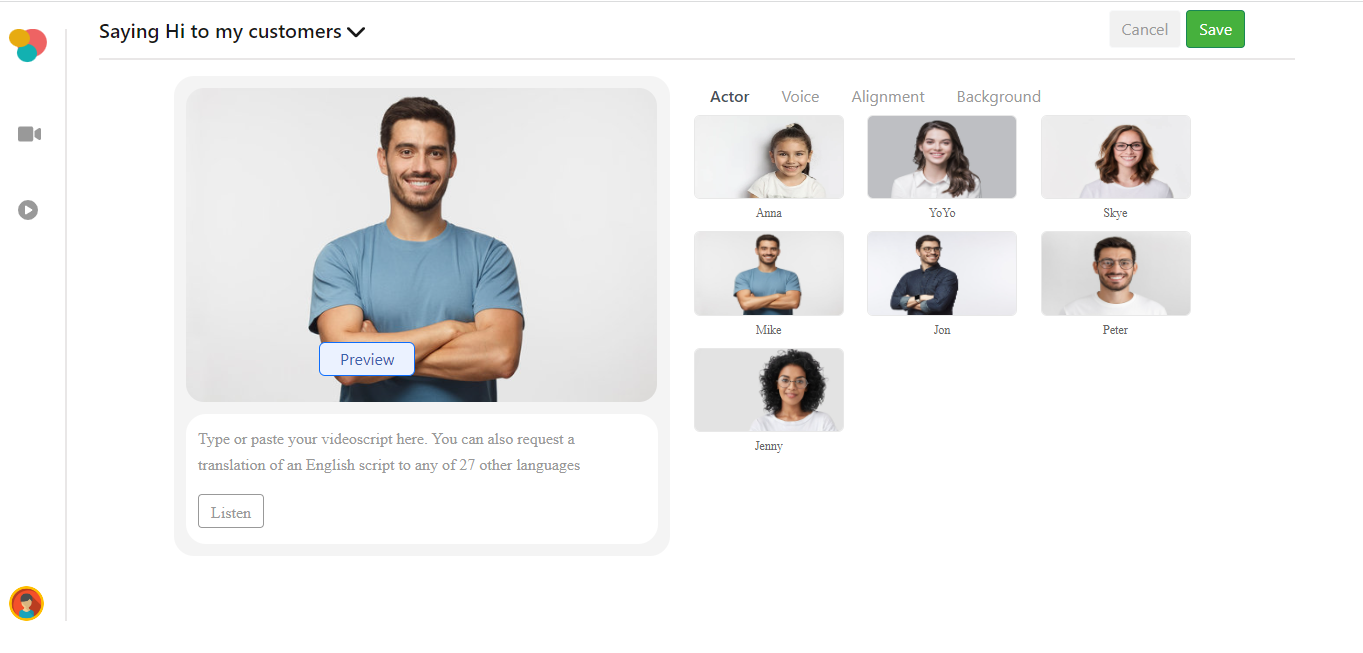 Saying Hi to my customers
Cancel
Save
Actor
Voice
Alignment
Background
Preview
Anna
YoYo
Skye
Mike
Jon
Peter
Jenny
Type or paste your videoscript here. You can also request a
translation of an English script to any of 27 other languages
Listen